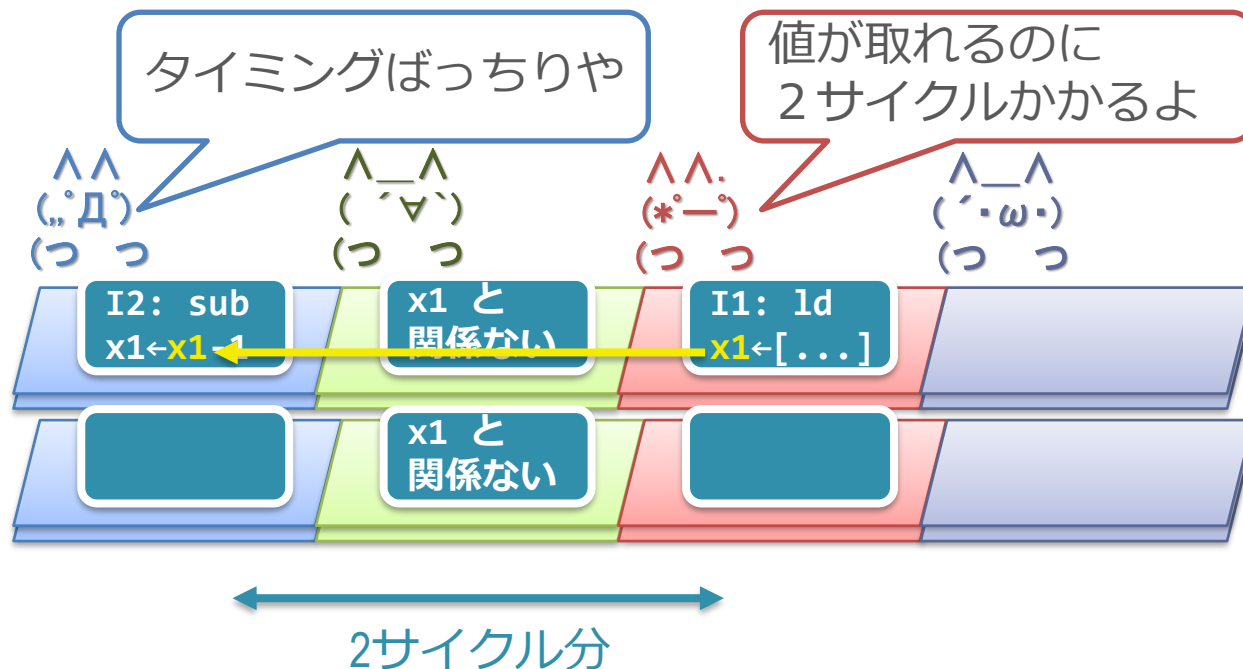 タイミングばっちりや
値が取れるのに
２サイクルかかるよ
∧∧
(,,ﾟДﾟ)
(つ　つ
∧＿∧
( ´∀`)
(つ　つ
∧∧.
(*ﾟーﾟ)
(つ　つ
∧＿∧
( ´・ω・)
(つ　つ
I2: sub
x1←x1-1
x1 と
関係ない
I1: ld
x1←[...]
x1 と
関係ない
2サイクル分